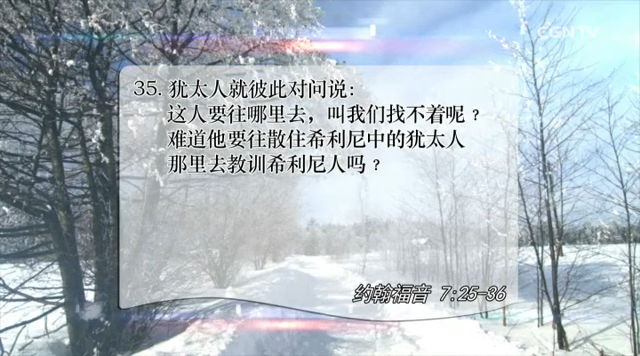 CGNTV
35. 犹太人就彼此对问说：
这人要往哪里去，叫我们找不着呢？
难道他要往散住希利尼中的犹太人
那里去教训希利尼人吗？
约翰福音 7:25-36